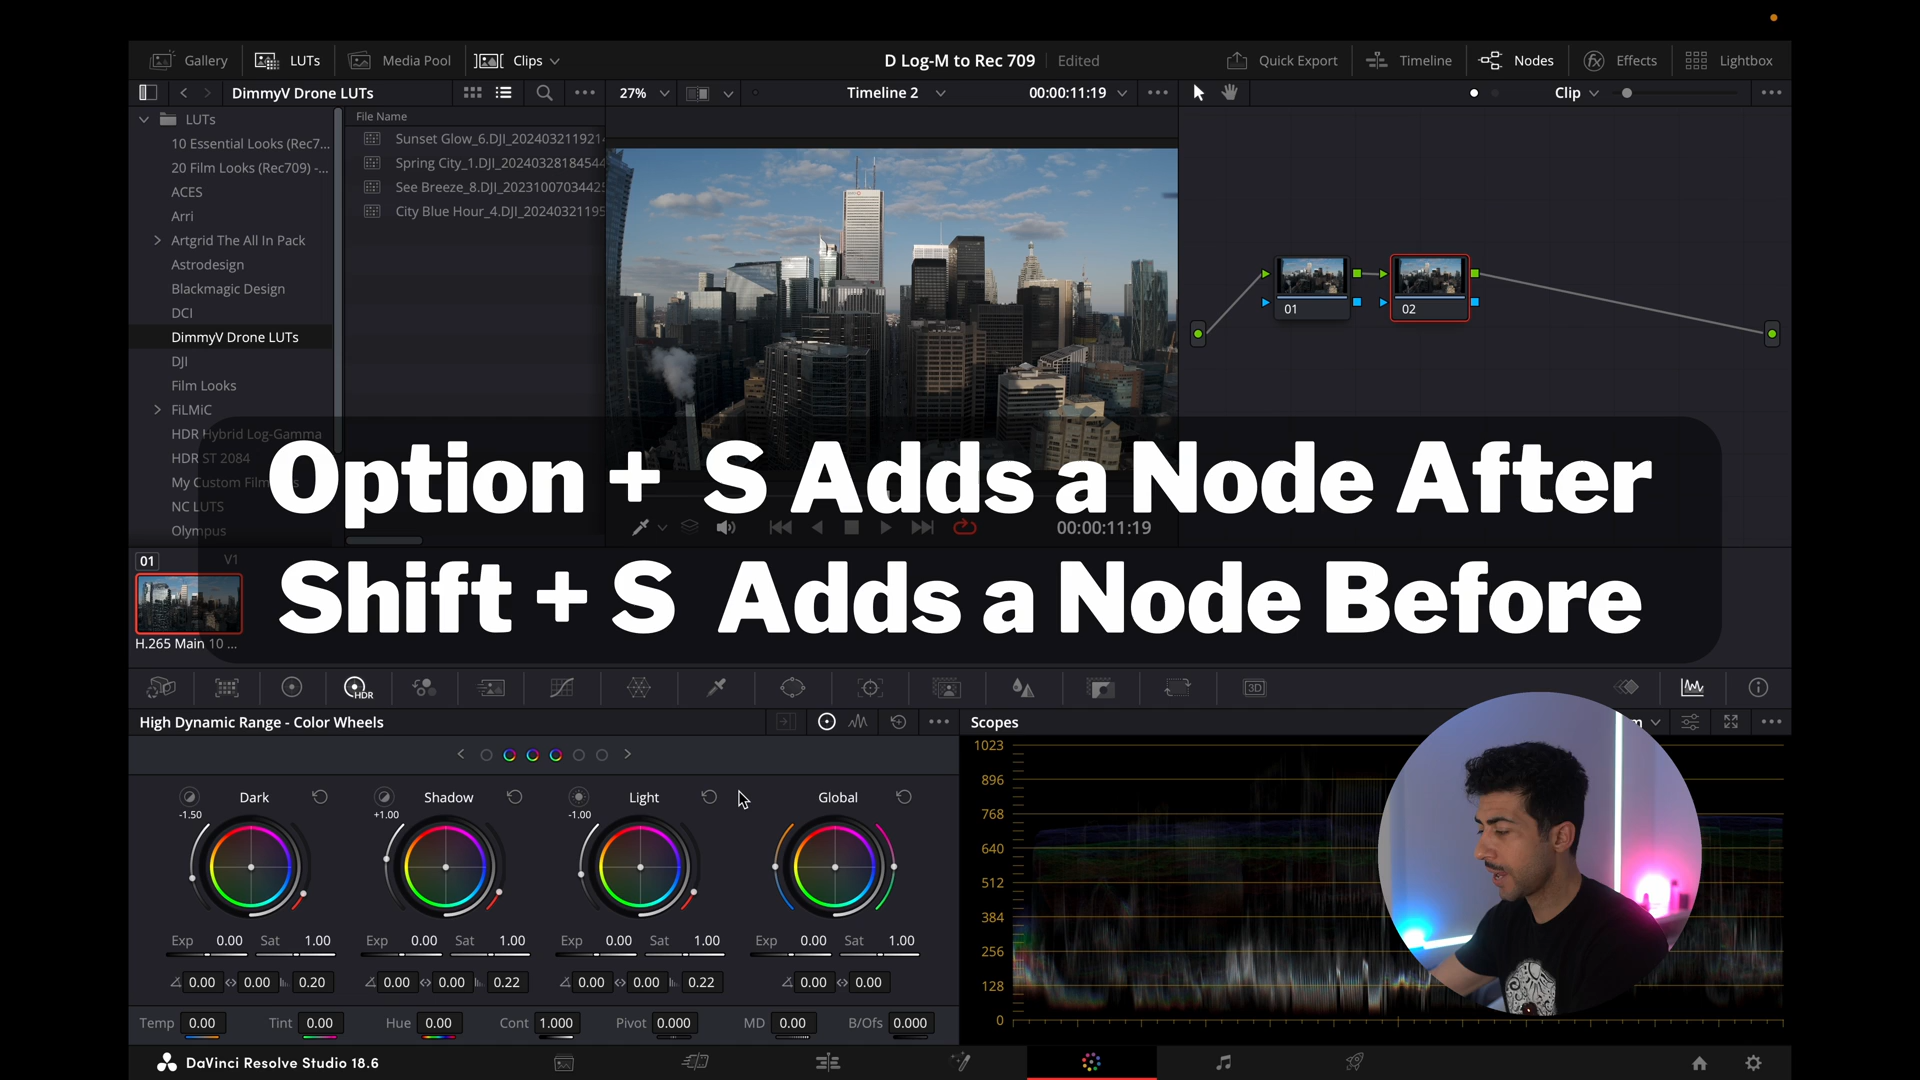 Gallery
LUTs
Media Pool
Clips
D Log-M to Rec 709
Edited
Quick Export
Timeline
Nodes
Effects
Lightbox
DimmyV Drone LUTs
27%
Timeline 2
00:00:11:19
Clip
LUTs
10 Essential Looks (Rec7...
20 Film Looks (Rec709) -...
ACES
Arri
Artgrid The All In Pack
Astrodesign
Blackmagic Design
DCI
DimmyV Drone LUTs
DJI
Film Looks
FiLMiC
HDR Hybrid Log-Gamma
HDR ST 2084
My Custom Film
NC LUTS
Olympus
File Name
Sunset Glow_6.DJI_2024032119214
Spring City_1.DJI_20240328184544
See Breeze_8.DJI_20231007034425
City Blue Hour_4.DJI_20240321195
01
02
Option + S Adds a Node After
Shift + S Adds a Node Before
00:00:11:19
01
V1
H.265 Main 10 ...
HDR
3D
High Dynamic Range - Color Wheels
Scopes
Dark
-1.50
Shadow
+1.00
Light
-1.00
Global
Exp 0.00 Sat 1.00
Exp 0.00 Sat 1.00
Exp 0.00 Sat 1.00
Exp 0.00 Sat 1.00
0.00 0.00 0.20
0.00 0.00 0.22
0.00 0.00 0.22
0.00 0.00
Temp 0.00 Tint 0.00 Hue 0.00 Cont 1.000 Pivot 0.000 MD 0.00 B/Ofs 0.000
1023
896
768
640
512
384
256
128
0
DaVinci Resolve Studio 18.6